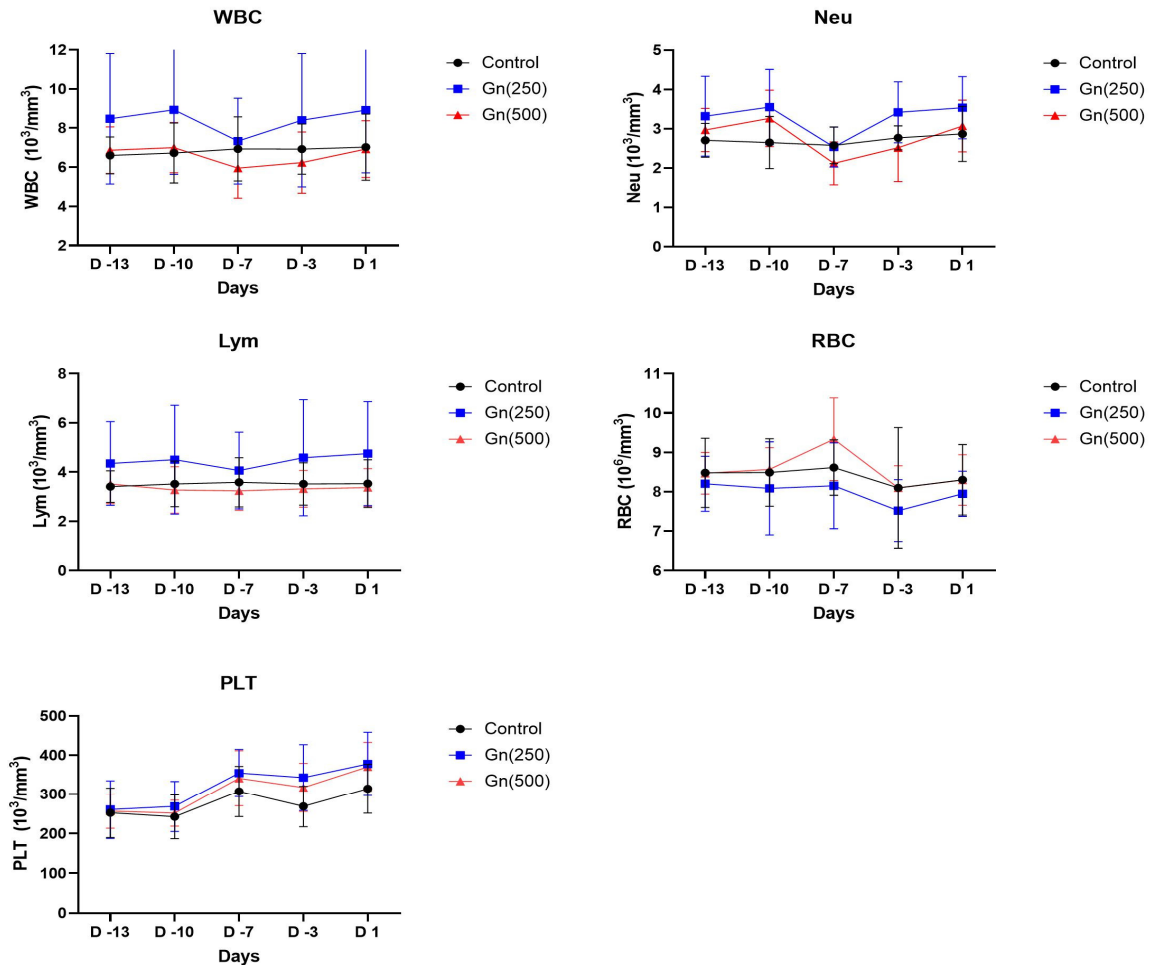 WBC
WBC (10³/mm³)
12
10
8
6
4
2
D -13 D -10 D -7 D -3 D 1
Days
Control
Gn(250)
Gn(500)
Neu
Neu (10³/mm³)
5
4
3
2
1
0
D -13 D -10 D -7 D -3 D 1
Days
Control
Gn(250)
Gn(500)
Lym
Lym (10³/mm³)
8
6
4
2
0
D -13 D -10 D -7 D -3 D 1
Days
Control
Gn(250)
Gn(500)
RBC
RBC (10⁶/mm³)
11
10
9
8
7
6
D -13 D -10 D -7 D -3 D 1
Days
Control
Gn(250)
Gn(500)
PLT
PLT (10³/mm³)
500
400
300
200
100
0
D -13 D -10 D -7 D -3 D 1
Days
Control
Gn(250)
Gn(500)